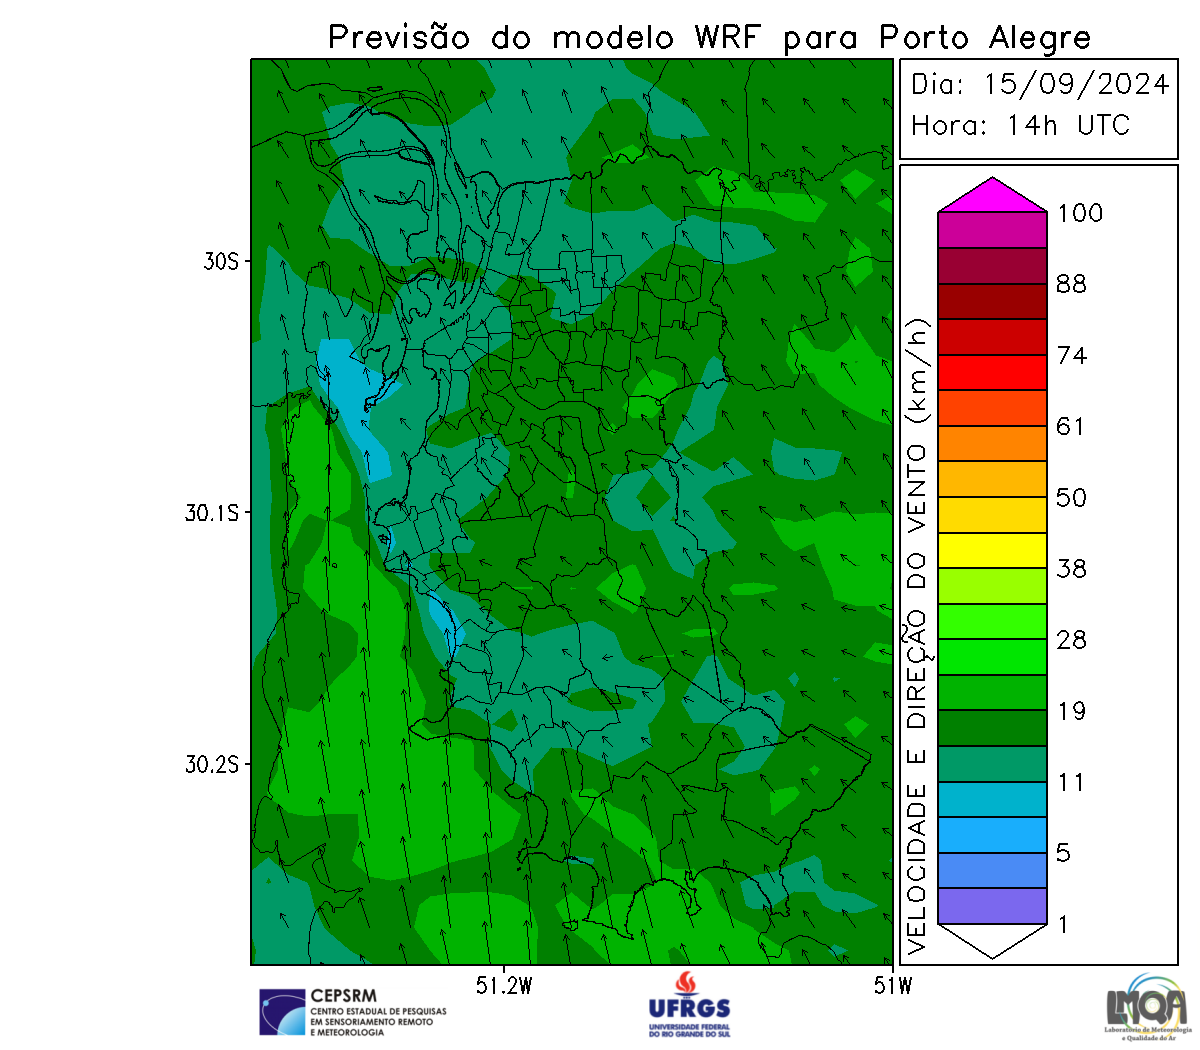 Previsão do modelo WRF para Porto Alegre
Dia: 15/09/2024
Hora: 14h UTC
30S
30.1S
30.2S
51.2W
51W
VELOCIDADE E DIREÇÃO DO VENTO (km/h)
100
88
74
61
50
38
28
19
11
5
1
CEPSRM
CENTRO ESTADUAL DE PESQUISAS
EM SENSORIAMENTO REMOTO
E METEOROLOGIA
UFRGS
UNIVERSIDADE FEDERAL
DO RIO GRANDE DO SUL
LMQA
Laboratório de Meteorologia
e Qualidade do Ar